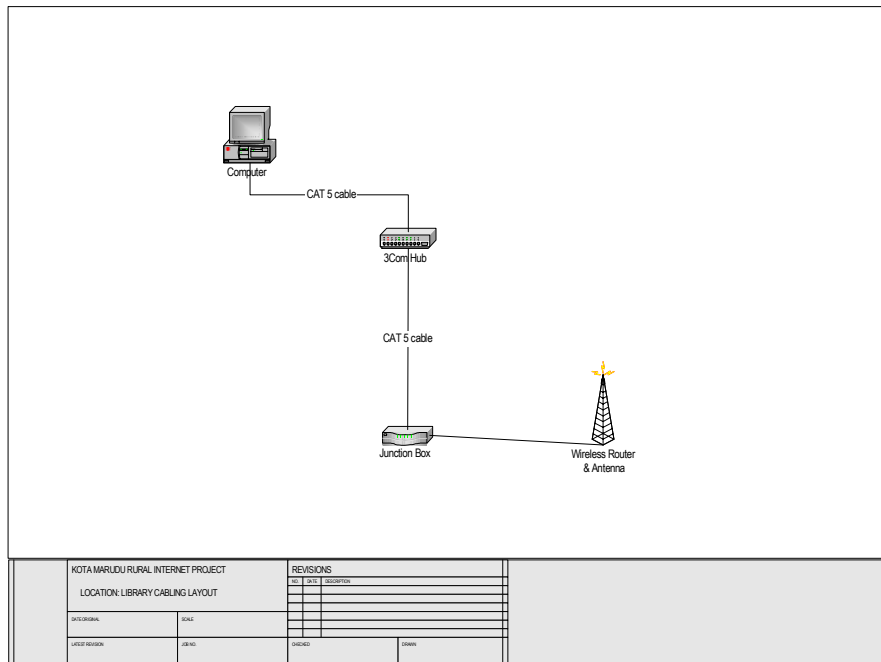 Computer
CAT 5 cable
3Com Hub
CAT 5 cable
Junction Box
Wireless Router
& Antenna
KOTA MARUDU RURAL INTERNET PROJECT
LOCATION: LIBRARY CABLING LAYOUT
REVISIONS
NO. DATE DESCRIPTION
DATE ORIGINAL SCALE
LATEST REVISION JOB NO. CHECKED DRAWN